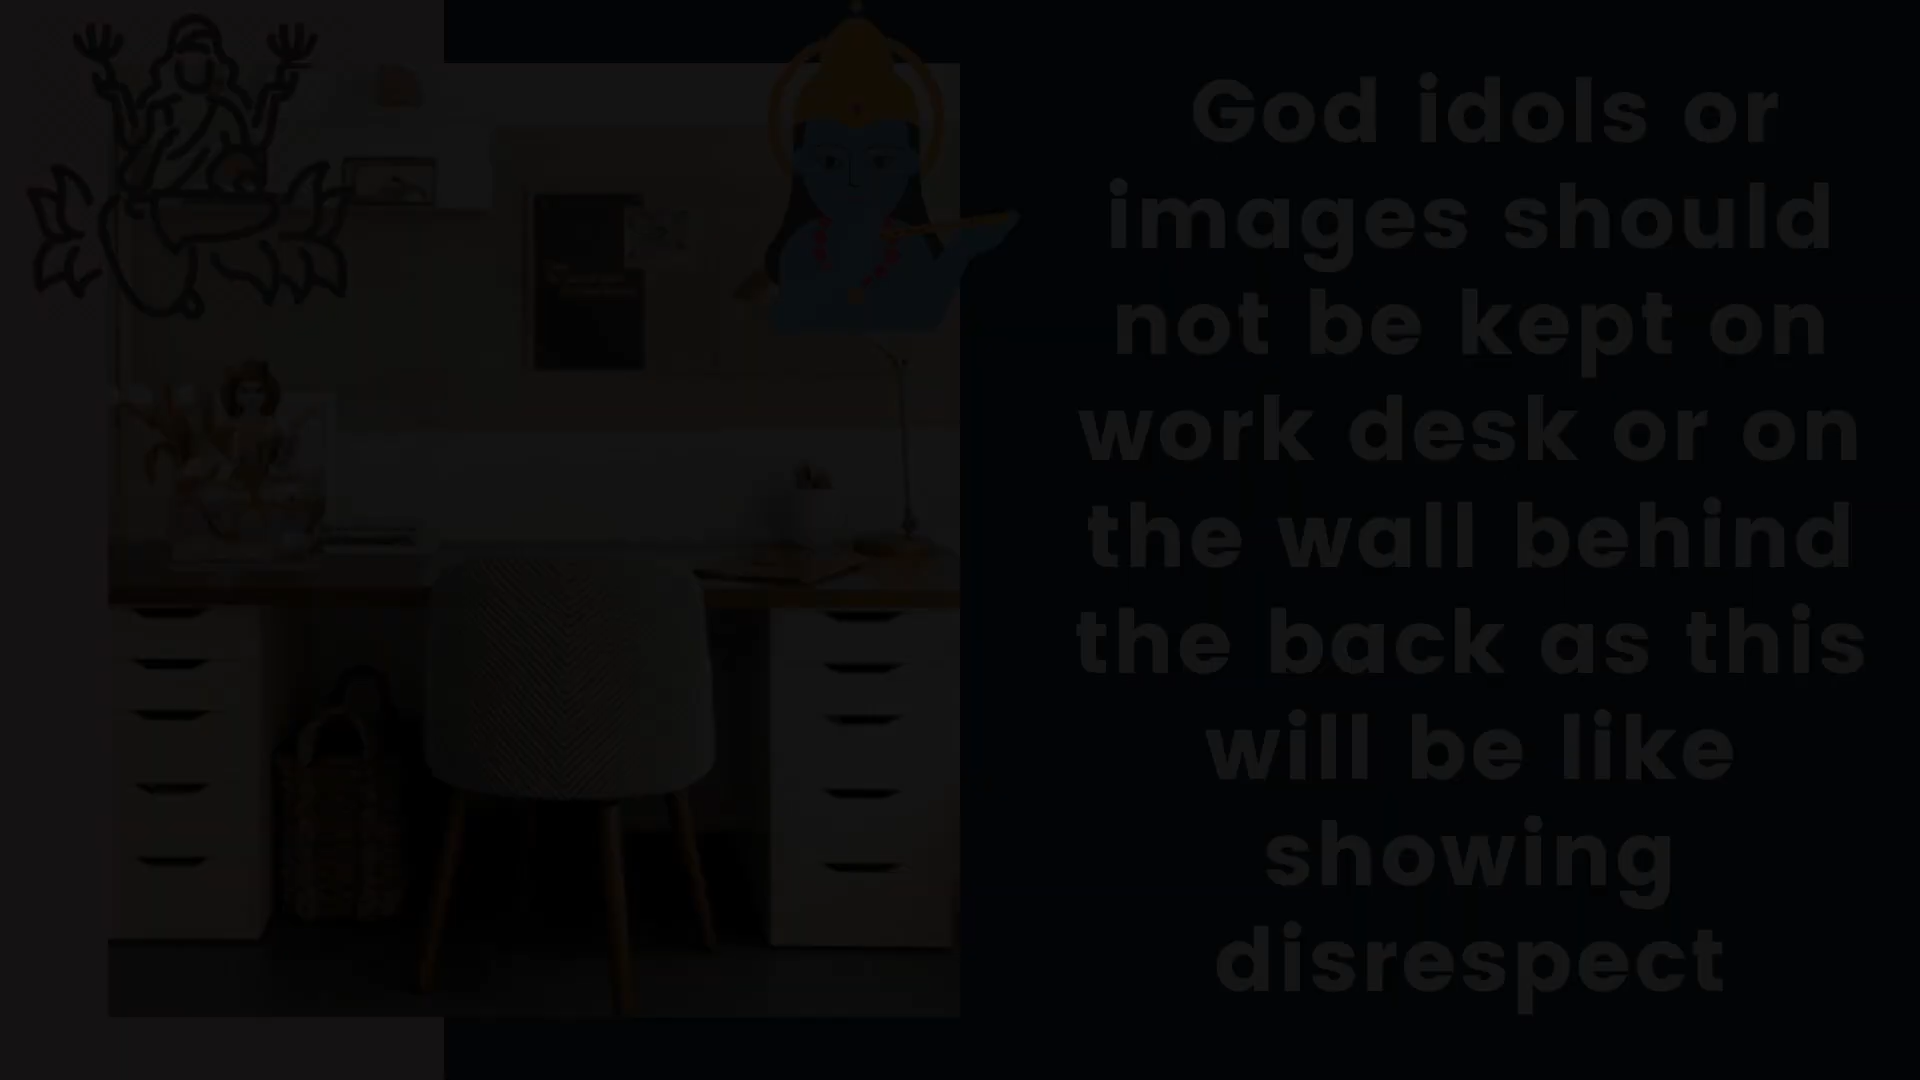 God idols or
images should
not be kept on
work desk or on
the wall behind
the back as this
will be like
showing
disrespect